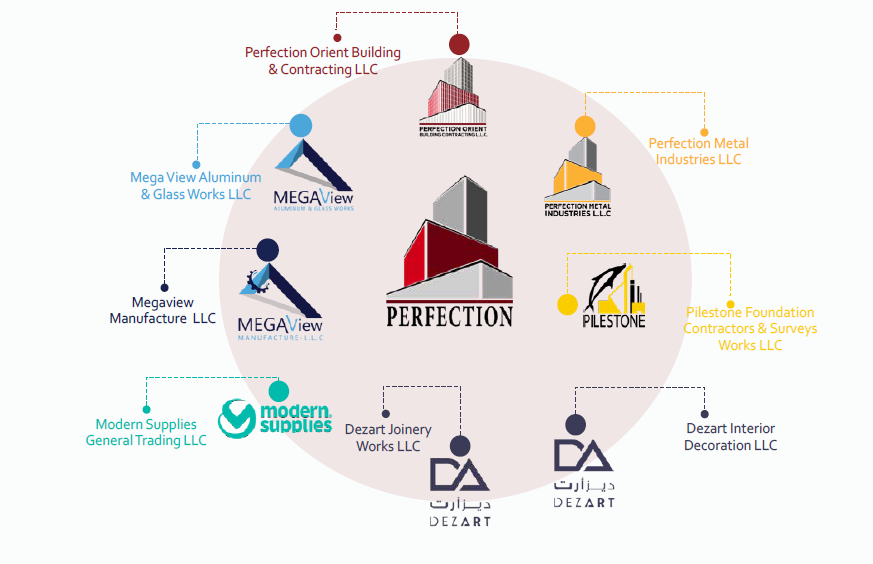 Perfection Orient Building
& Contracting LLC
PERFECTION ORIENT
BUILDING CONTRACTING L.L.C.
Perfection Metal
Industries LLC
PERFECTION METAL
INDUSTRIES L.L.C
Mega View Aluminum
& Glass Works LLC
MEGAView
ALUMINUM & GLASS WORKS
PERFECTION
Megaview
Manufacture LLC
MEGAView
MANUFACTURE-L.L.C
PILESTONE
Pilestone Foundation
Contractors & Surveys
Works LLC
Modern Supplies
General Trading LLC
modern
supplies
Dezart Joinery
Works LLC
DA
ديزارت
DEZART
DA
ديزارت
DEZART
Dezart Interior
Decoration LLC